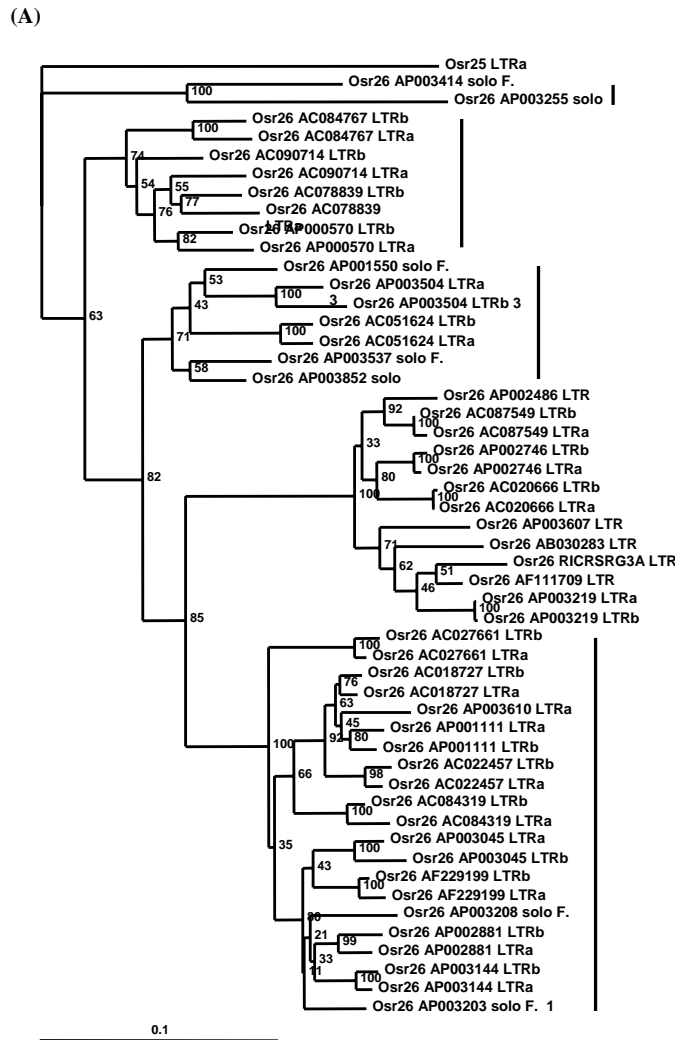 (A)
Osr25 LTRa
Osr26 AP003414 solo F.
100
Osr26 AP003255 solo
Osr26 AC084767 LTRb
100
Osr26 AC084767 LTRa
74
Osr26 AC090714 LTRb
54
Osr26 AC090714 LTRa
55
Osr26 AC078839 LTRb
77
76
Osr26 AC078839
LTRa
Osr26 AP000570 LTRb
82
Osr26 AP000570 LTRa
Osr26 AP001550 solo F.
53
Osr26 AP003504 LTRa
100
3
43
Osr26 AP003504 LTRb 3
63
Osr26 AC051624 LTRb
100
71
Osr26 AC051624 LTRa
Osr26 AP003537 solo F.
58
Osr26 AP003852 solo
Osr26 AP002486 LTR
92
Osr26 AC087549 LTRb
100
Osr26 AC087549 LTRa
33
Osr26 AP002746 LTRb
100
Osr26 AP002746 LTRa
80
82
Osr26 AC020666 LTRb
100
100
Osr26 AC020666 LTRa
Osr26 AP003607 LTR
71
Osr26 AB030283 LTR
62
Osr26 RICRSRG3A LTR
51
Osr26 AF111709 LTR
46
Osr26 AP003219 LTRa
100
85
Osr26 AP003219 LTRb
Osr26 AC027661 LTRb
100
Osr26 AC027661 LTRa
Osr26 AC018727 LTRb
76
Osr26 AC018727 LTRa
63
Osr26 AP003610 LTRa
45
Osr26 AP001111 LTRa
92
80
100
Osr26 AP001111 LTRb
Osr26 AC022457 LTRb
66
98
Osr26 AC022457 LTRa
Osr26 AC084319 LTRb
100
Osr26 AC084319 LTRa
35
Osr26 AP003045 LTRa
100
Osr26 AP003045 LTRb
43
Osr26 AF229199 LTRb
100
Osr26 AF229199 LTRa
Osr26 AP003208 solo F.
21
Osr26 AP002881 LTRb
99
Osr26 AP002881 LTRa
33
11
Osr26 AP003144 LTRb
100
Osr26 AP003144 LTRa
Osr26 AP003203 solo F. 1
0.1